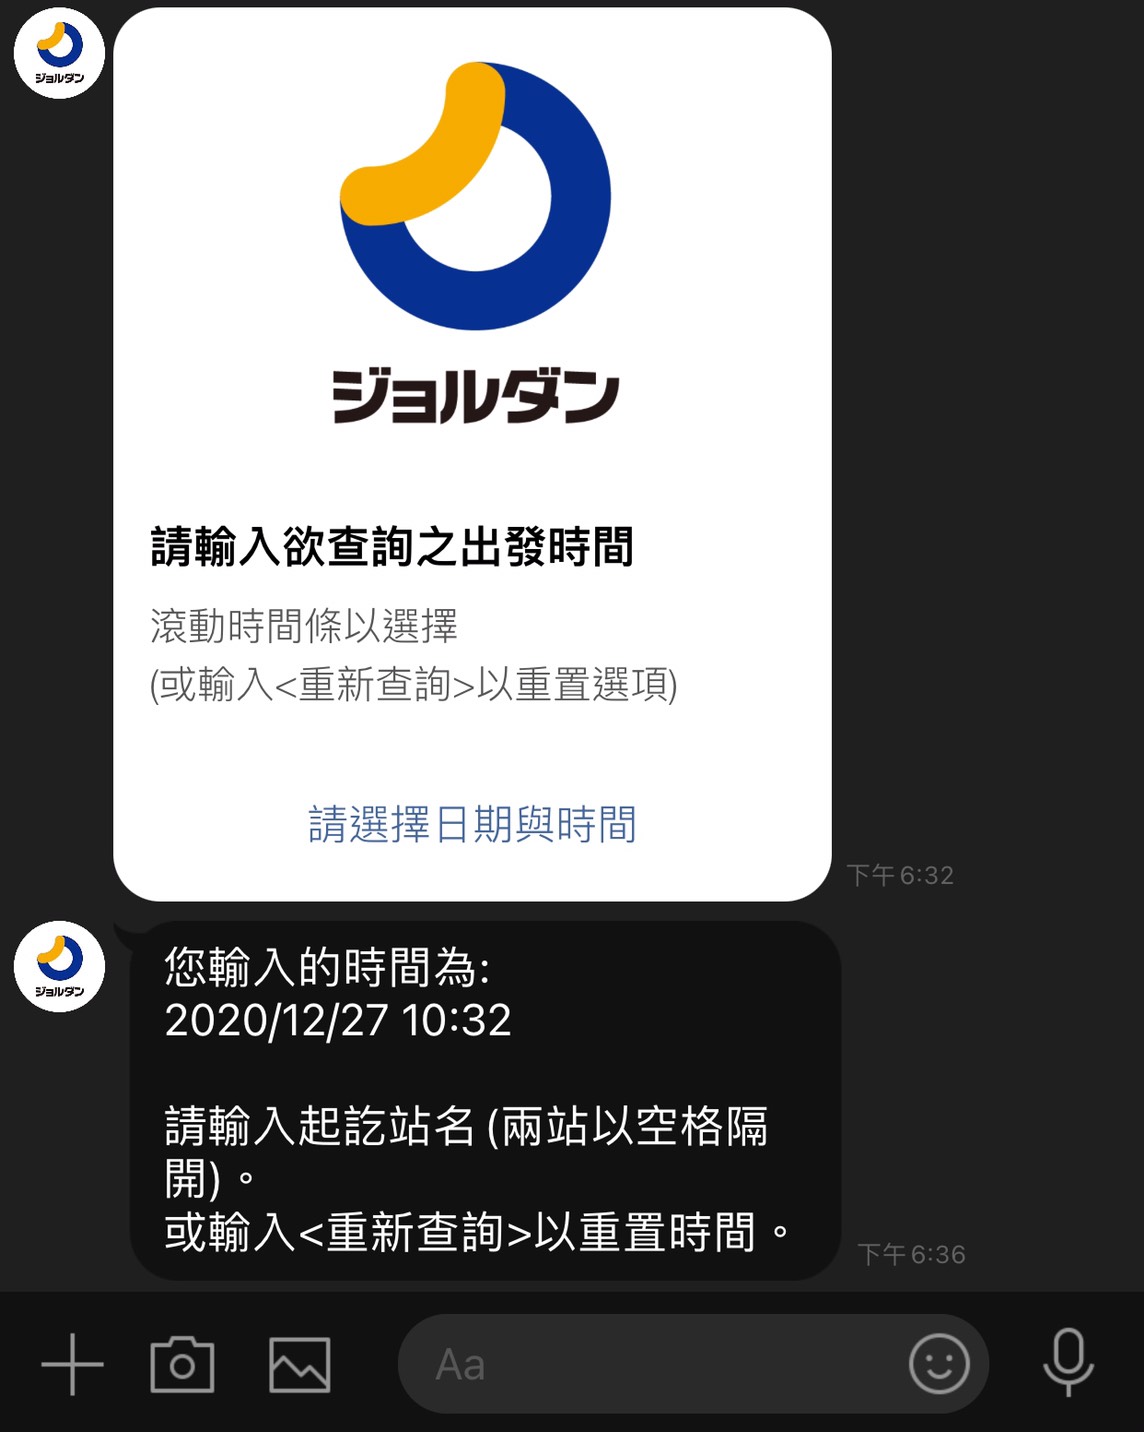 ジョルダン
ジョルダン
請輸入欲查詢之出發時間
滾動時間條以選擇
(或輸入<重新查詢>以重置選項)
請選擇日期與時間
下午 6:32
ジョルダン
您輸入的時間為:
2020/12/27 10:32
請輸入起訖站名 (兩站以空格隔
開)。
或輸入<重新查詢>以重置時間。
下午 6:36
Aa